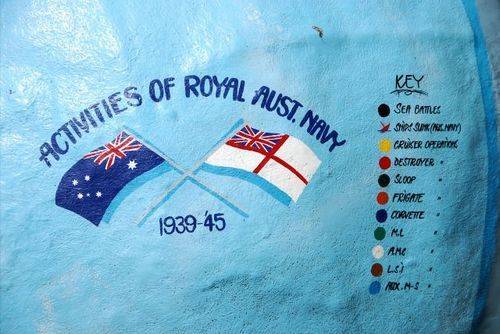 ACTIVITIES OF ROYAL AUST. NAVY
1939-'45
KEY
SEA BATTLES
SHIPS SUNK (AUS. NAVY)
CRUISER OPERATIONS
DESTROYER "
SLOOP "
FRIGATE "
CORVETTE "
M.L "
A.M.C "
L.S.I "
AUX. M-S "